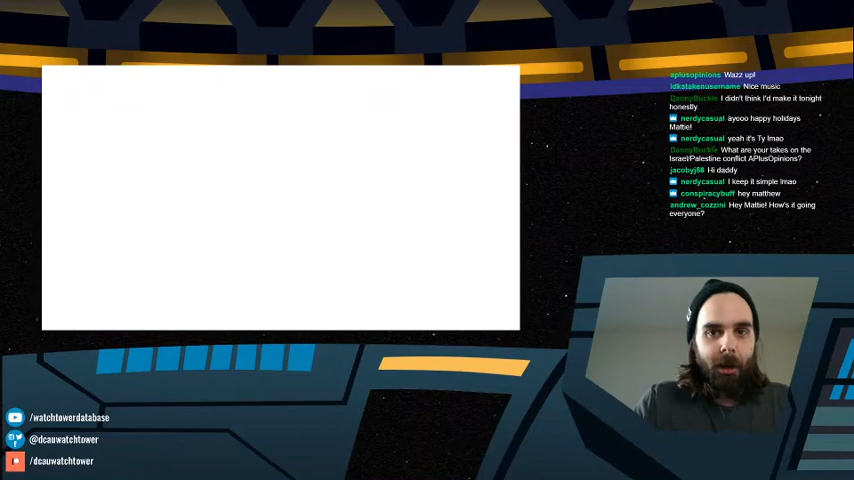 aplusopinions Wazz up!
idkatakenusername Nice music
DannyBuckle I didn't think I'd make it tonight
honestly.
nerdycasual ayooo happy holidays
Mattie!
nerdycasual yeah it's Ty lmao
DannyBuckle What are your takes on the
Israel/Palestine conflict APlusOpinions?
jacobyj56 Hi daddy
nerdycasual I keep it simple lmao
conspiracybuff hey matthew
andrew_cozzini Hey Mattie! How's it going
everyone?
/watchtowerdatabase
@dcauwatchtower
/dcauwatchtower